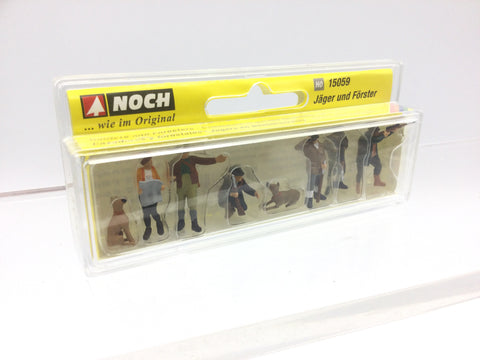 NOCH
... wie im Original
H0 15059
Jäger und Förster